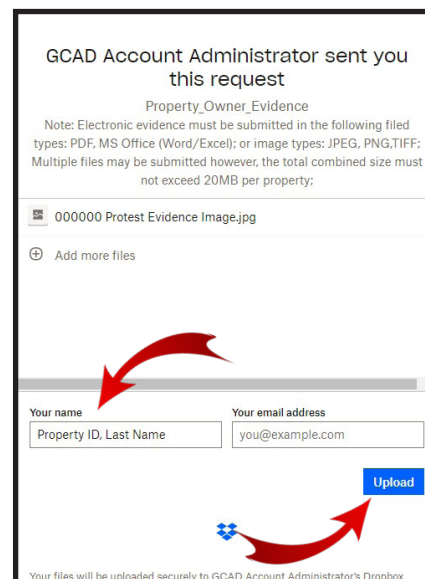 GCAD Account Administrator sent you
this request
Property_Owner_Evidence
Note: Electronic evidence must be submitted in the following filed
types: PDF, MS Office (Word/Excel); or image types: JPEG, PNG,TIFF:
Multiple files may be submitted however, the total combined size must
not exceed 20MB per property;
000000 Protest Evidence Image.jpg
Add more files
Your name Your email address
Property ID, Last Name you@example.com
Upload
Your files will be uploaded securely to GCAD Account Administrator's Dropbox